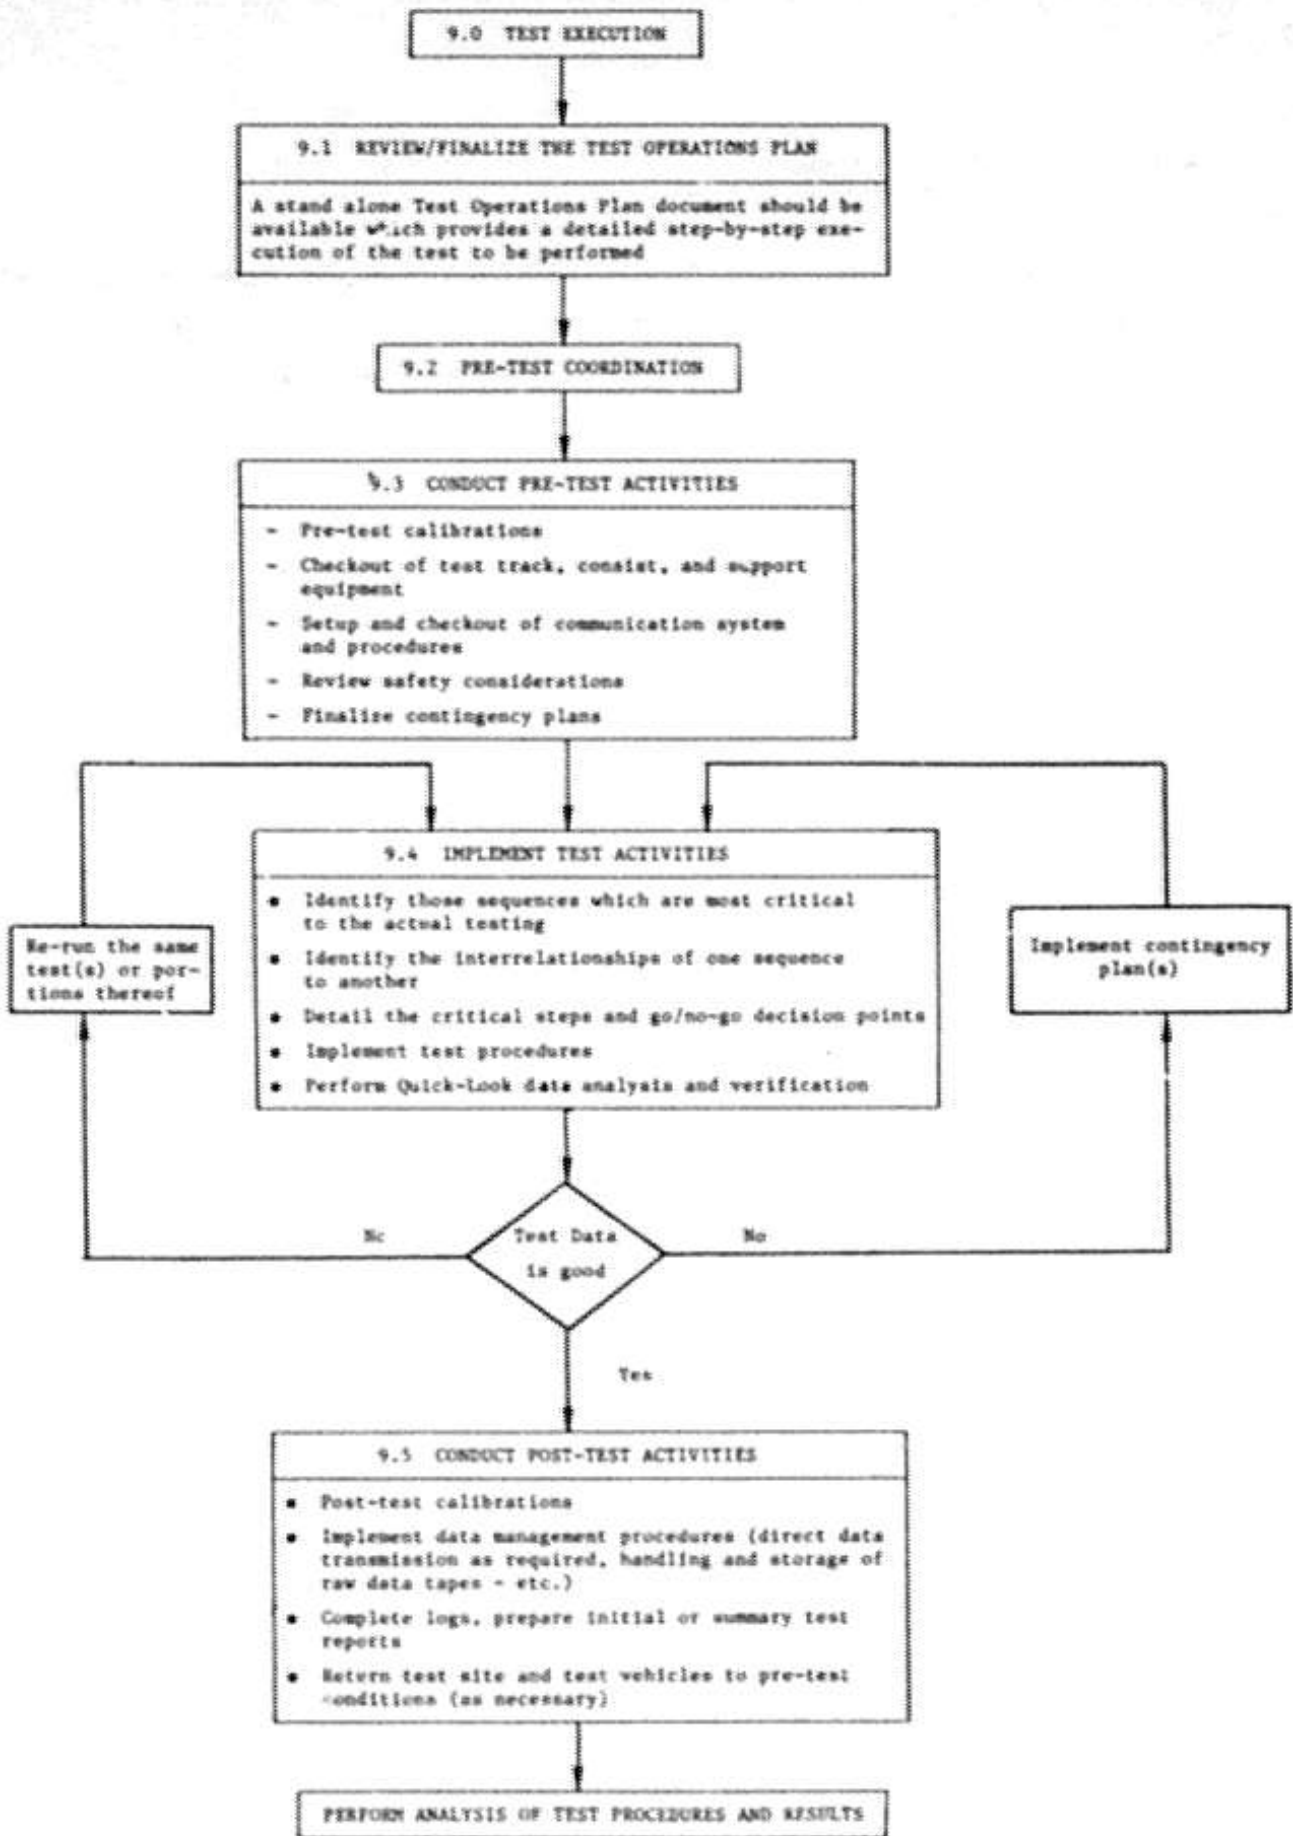 9.0 TEST EXECUTION
9.1 REVIEW/FINALIZE THE TEST OPERATIONS PLAN
A stand alone Test Operations Plan document should be
available which provides a detailed step-by-step exe-
cution of the test to be performed
9.2 PRE-TEST COORDINATION
9.3 CONDUCT PRE-TEST ACTIVITIES
- Pre-test calibrations
- Checkout of test track, consist, and support
equipment
- Setup and checkout of communication system
and procedures
- Review safety considerations
- Finalize contingency plans
9.4 IMPLEMENT TEST ACTIVITIES
• Identify those sequences which are most critical
to the actual testing
• Identify the interrelationships of one sequence
to another
• Detail the critical steps and go/no-go decision points
• Implement test procedures
• Perform Quick-Look data analysis and verification
Re-run the same
test(s) or por-
tions thereof
Implement contingency
plan(s)
No
Test Data
is good
No
Yes
9.5 CONDUCT POST-TEST ACTIVITIES
• Post-test calibrations
• Implement data management procedures (direct data
transmission as required, handling and storage of
raw data tapes - etc.)
• Complete logs, prepare initial or summary test
reports
• Return test site and test vehicles to pre-test
conditions (as necessary)
PERFORM ANALYSIS OF TEST PROCEDURES AND RESULTS